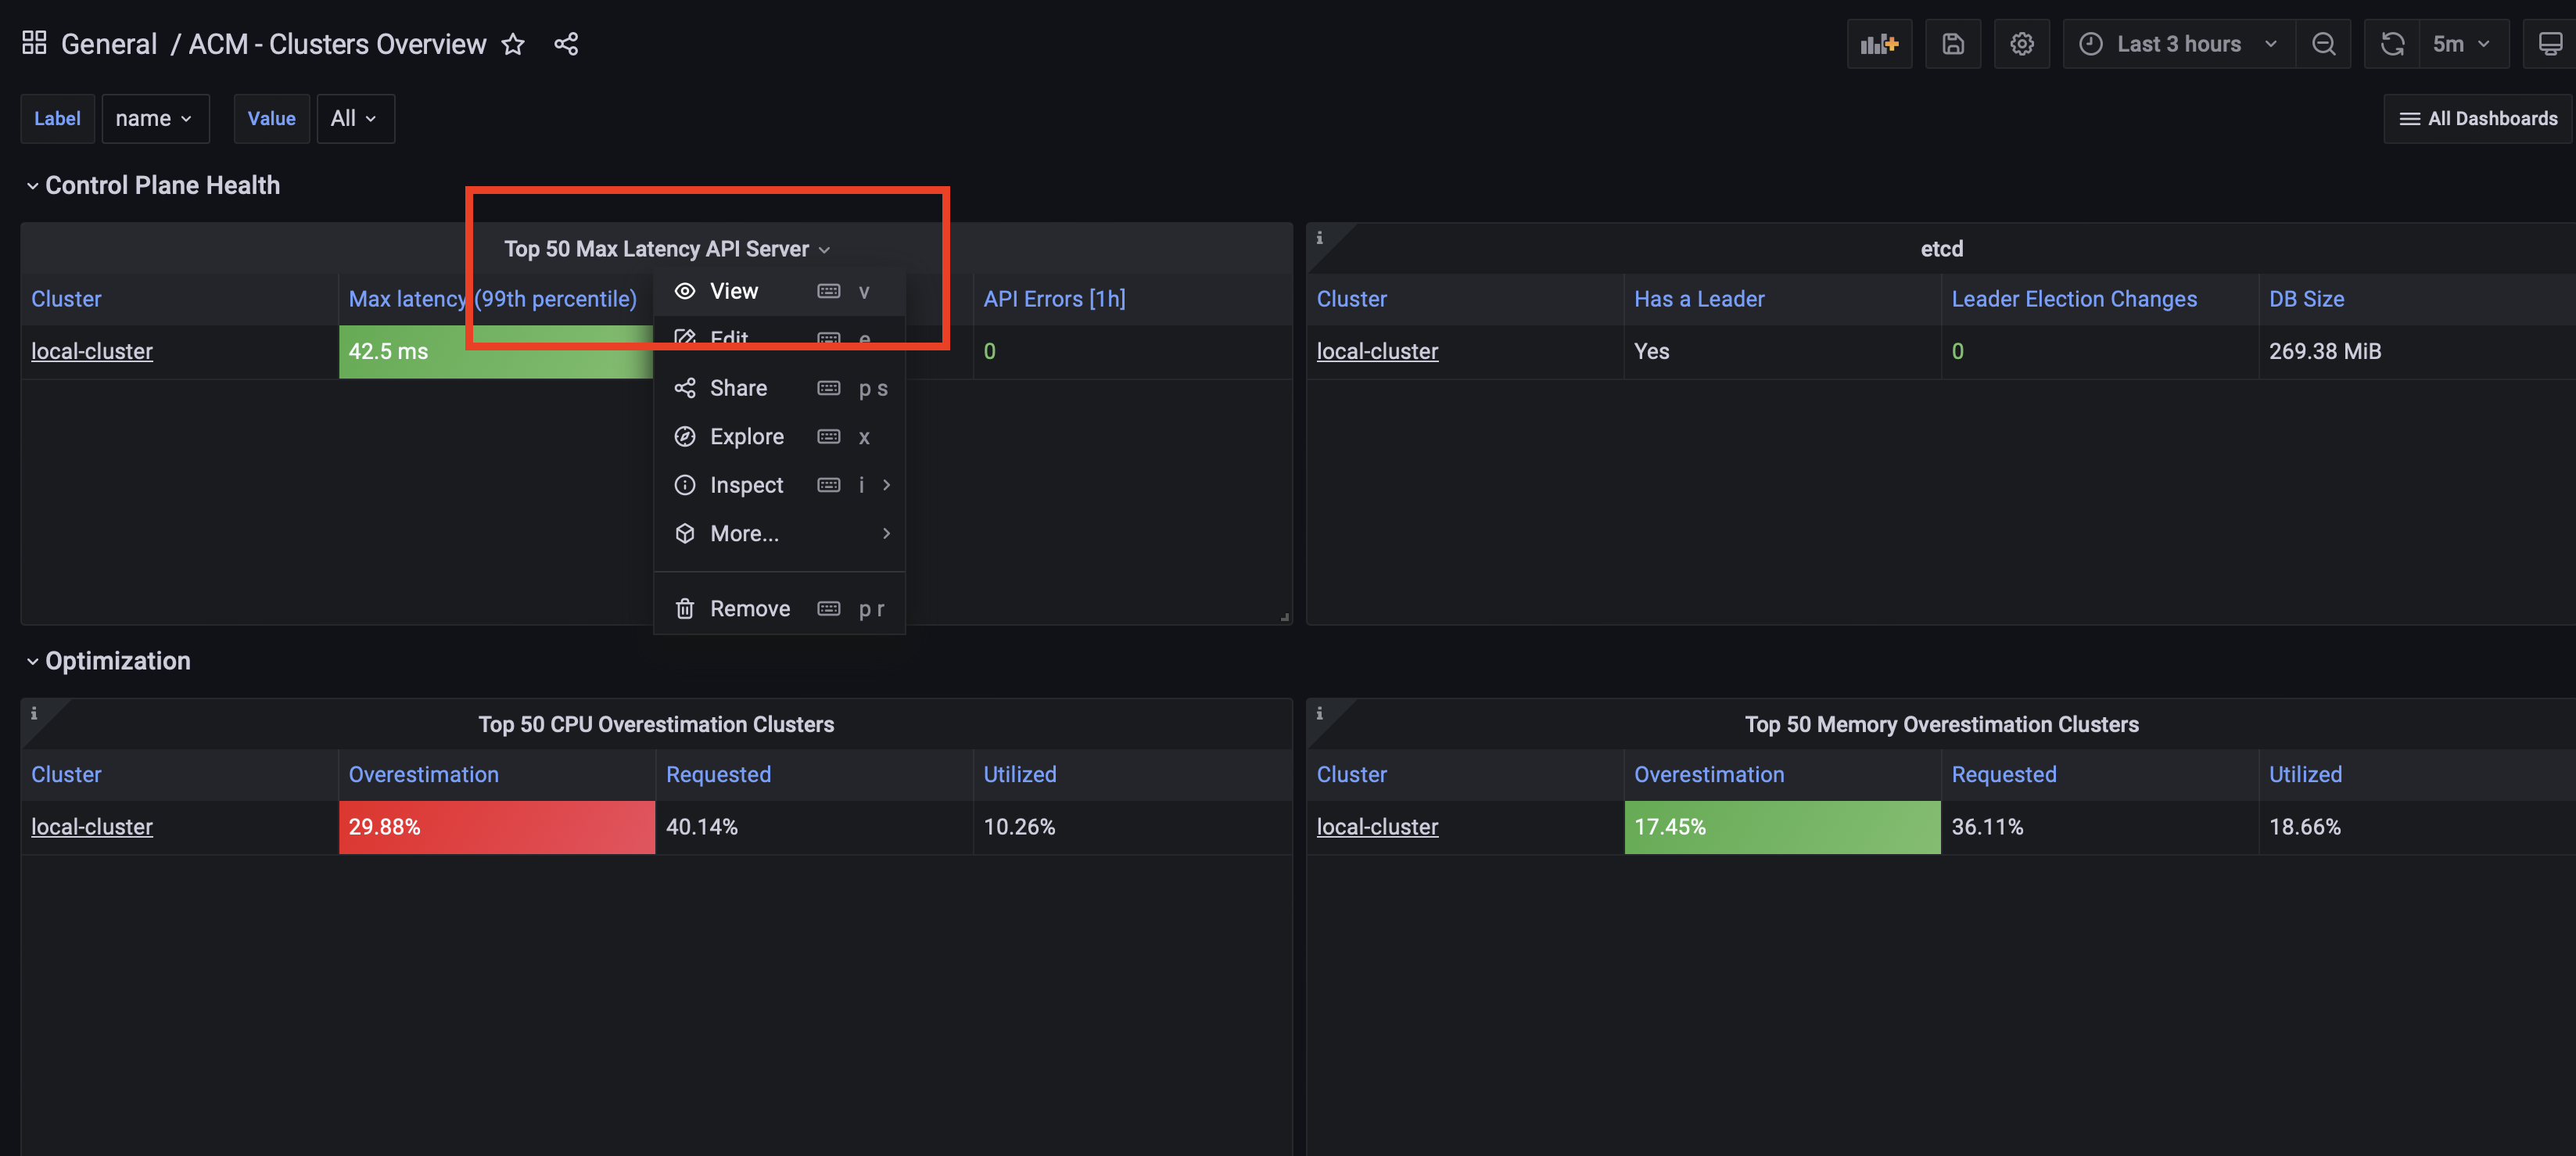 General / ACM - Clusters Overview
Last 3 hours
5m
Label name Value All
All Dashboards
Control Plane Health
Top 50 Max Latency API Server
Cluster Max latency (99th percentile) API Errors [1h]
local-cluster 42.5 ms 0
View v
Edit e
Share p s
Explore x
Inspect i
More...
Remove p r
i
etcd
Cluster Has a Leader Leader Election Changes DB Size
local-cluster Yes 0 269.38 MiB
Optimization
i
Top 50 CPU Overestimation Clusters
Cluster Overestimation Requested Utilized
local-cluster 29.88% 40.14% 10.26%
i
Top 50 Memory Overestimation Clusters
Cluster Overestimation Requested Utilized
local-cluster 17.45% 36.11% 18.66%